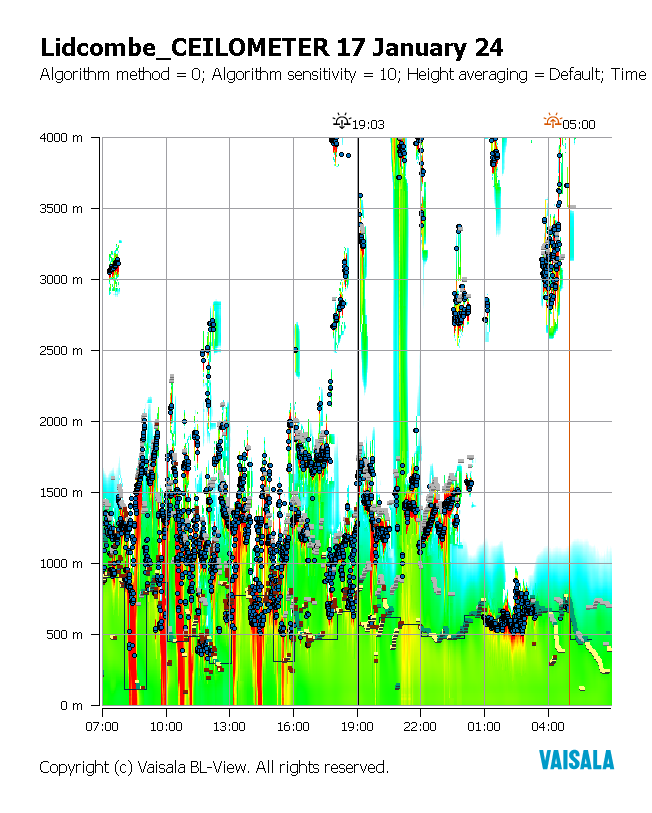 Lidcombe_CEILOMETER 17 January 24
Algorithm method = 0; Algorithm sensitivity = 10; Height averaging = Default; Time
19:03
05:00
4000 m
3500 m
3000 m
2500 m
2000 m
1500 m
1000 m
500 m
0 m
07:00 10:00 13:00 16:00 19:00 22:00 01:00 04:00
Copyright (c) Vaisala BL-View. All rights reserved.
VAISALA